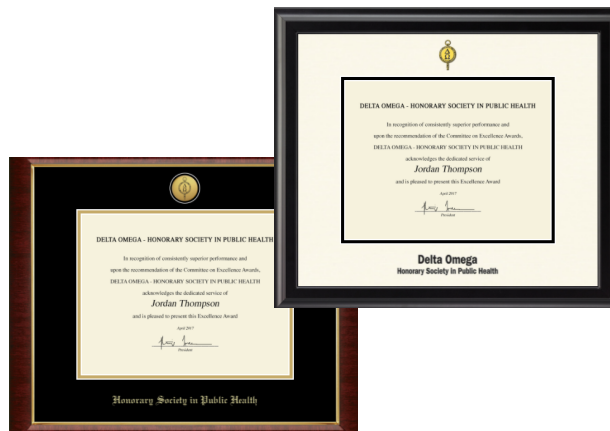 DELTA OMEGA - HONORARY SOCIETY IN PUBLIC HEALTH
In recognition of consistently superior performance and
upon the recommendation of the Committee on Excellence Awards,
DELTA OMEGA - HONORARY SOCIETY IN PUBLIC HEALTH
acknowledges the dedicated service of
Jordan Thompson
and is pleased to present this Excellence Award
April 2017
President
Delta Omega
Honorary Society in Public Health
DELTA OMEGA - HONORARY SOCIETY IN PUBLIC HEALTH
In recognition of consistently superior performance and
upon the recommendation of the Committee on Excellence Awards,
DELTA OMEGA - HONORARY SOCIETY IN PUBLIC HEALTH
acknowledges the dedicated service of
Jordan Thompson
and is pleased to present this Excellence Award
April 2017
President
Honorary Society in Public Health